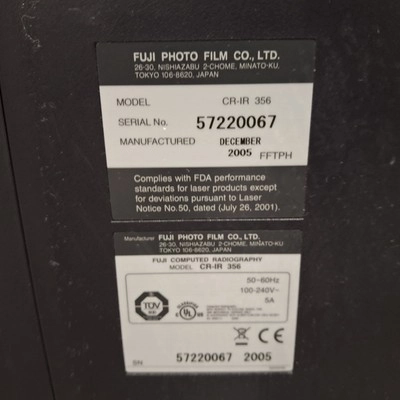 FUJI PHOTO FILM CO., LTD.
26-30, NISHIAZABU 2-CHOME, MINATO-KU,
TOKYO 106-8620, JAPAN
MODEL CR-IR 356
SERIAL No. 57220067
MANUFACTURED DECEMBER
2005 FFTPH
Complies with FDA performance
standards for laser products except
for deviations pursuant to Laser
Notice No.50, dated (July 26, 2001).
Manufacturer FUJI PHOTO FILM CO., LTD.
26-30, NISHIAZABU 2-CHOME, MINATO-KU
TOKYO 106-8620, JAPAN
FUJI COMPUTED RADIOGRAPHY
MODEL CR-IR 356
50-60Hz
100-240V~
5A
TÜV
UL
CE
SN 57220067 2005